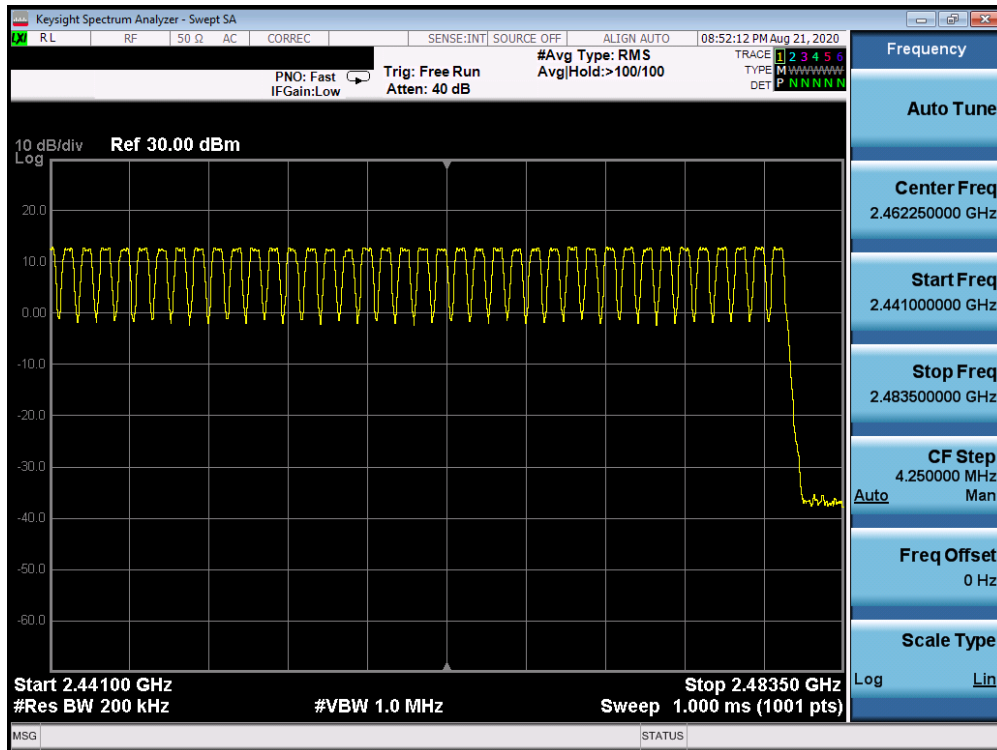 Keysight Spectrum Analyzer - Swept SA
LXI RL RF 50 Ω AC CORREC SENSE:INT SOURCE OFF ALIGN AUTO 08:52:12 PM Aug 21, 2020
PNO: Fast
IFGain:Low
Trig: Free Run
Atten: 40 dB
#Avg Type: RMS
Avg|Hold:>100/100
TRACE 1 2 3 4 5 6
TYPE M WWWWW
DET P N N N N N
10 dB/div
Log
Ref 30.00 dBm
20.0
10.0
0.00
-10.0
-20.0
-30.0
-40.0
-50.0
-60.0
Start 2.44100 GHz
#Res BW 200 kHz
#VBW 1.0 MHz
Stop 2.48350 GHz
Sweep 1.000 ms (1001 pts)
MSG
STATUS
Frequency
Auto Tune
Center Freq
2.462250000 GHz
Start Freq
2.441000000 GHz
Stop Freq
2.483500000 GHz
CF Step
4.250000 MHz
Auto Man
Freq Offset
0 Hz
Scale Type
Log Lin